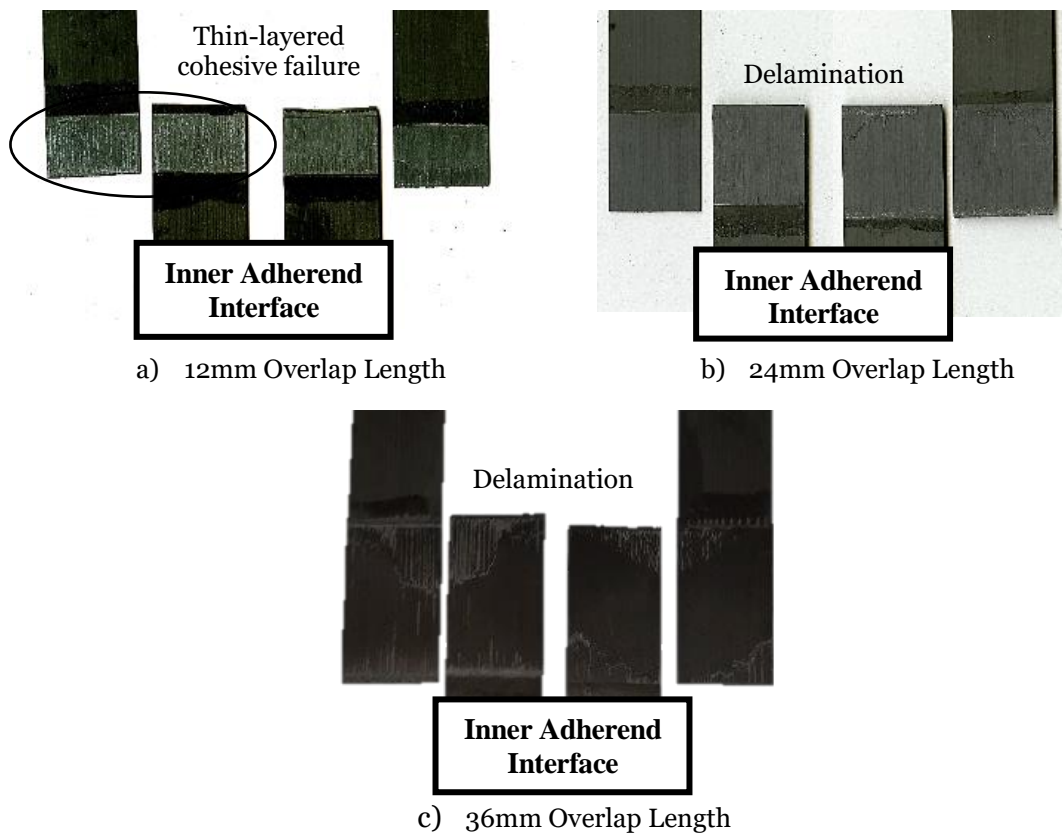 Thin-layered
cohesive failure
Inner Adherend
Interface
a) 12mm Overlap Length
Delamination
Inner Adherend
Interface
b) 24mm Overlap Length
Delamination
Inner Adherend
Interface
c) 36mm Overlap Length